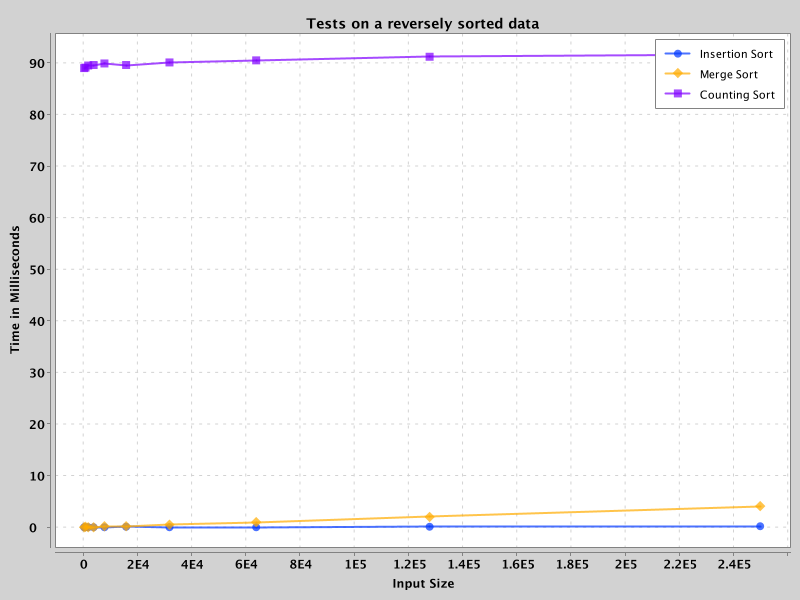 Tests on a reversely sorted data
Insertion Sort
Merge Sort
Counting Sort
Time in Milliseconds
90
80
70
60
50
40
30
20
10
0
0 2E4 4E4 6E4 8E4 1E5 1.2E5 1.4E5 1.6E5 1.8E5 2E5 2.2E5 2.4E5
Input Size